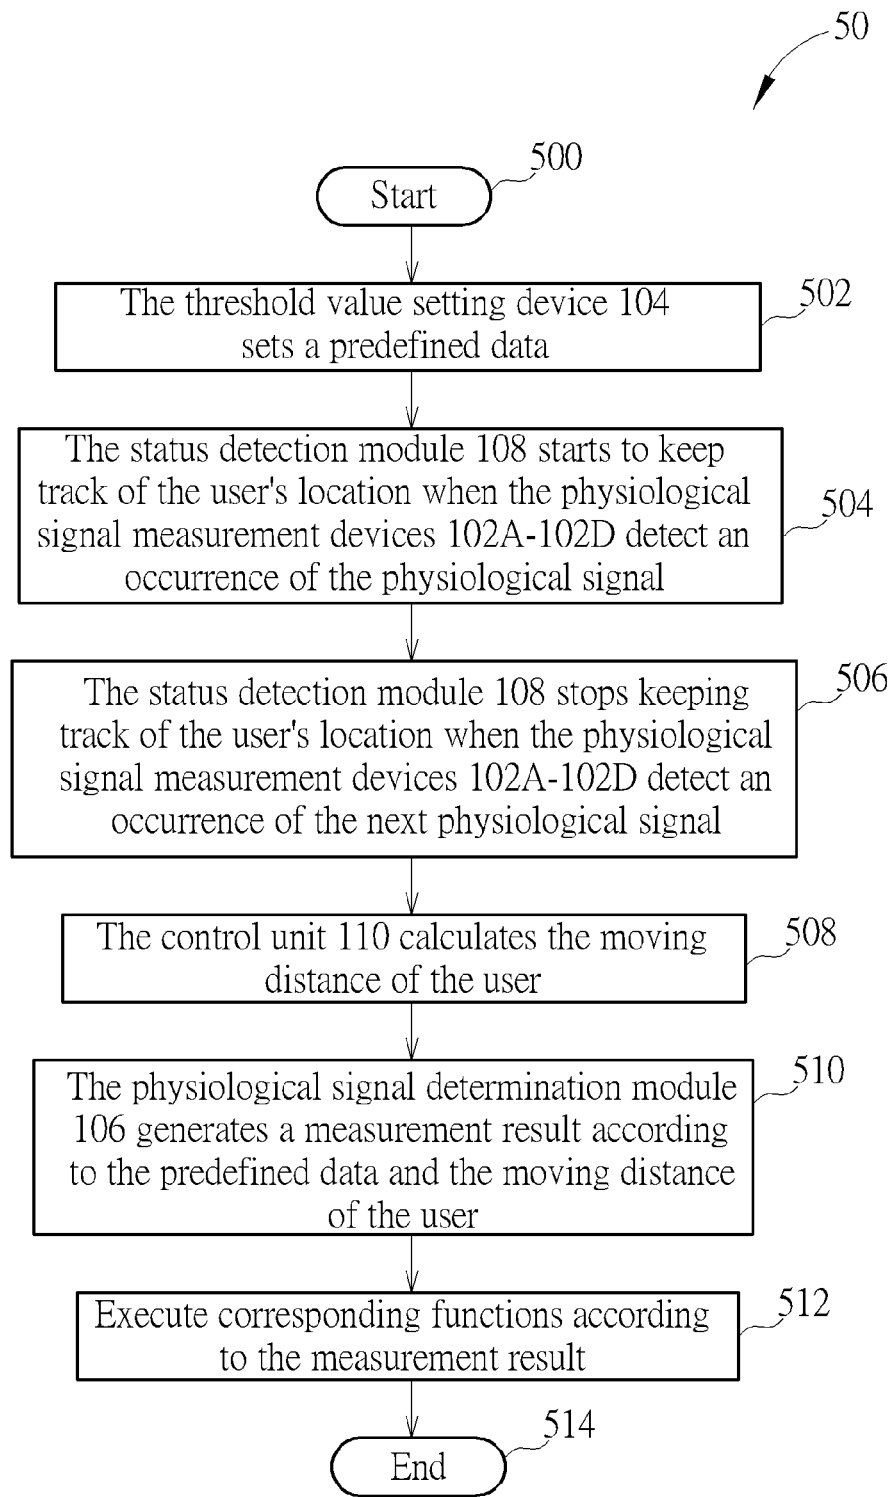 50
500
Start
502
The threshold value setting device 104
sets a predefined data
The status detection module 108 starts to keep
track of the user's location when the physiological
signal measurement devices 102A-102D detect an
occurrence of the physiological signal
504
The status detection module 108 stops keeping
track of the user's location when the physiological
signal measurement devices 102A-102D detect an
occurrence of the next physiological signal
506
The control unit 110 calculates the moving
distance of the user
508
The physiological signal determination module
106 generates a measurement result according
to the predefined data and the moving distance
of the user
510
Execute corresponding functions according
to the measurement result
512
514
End